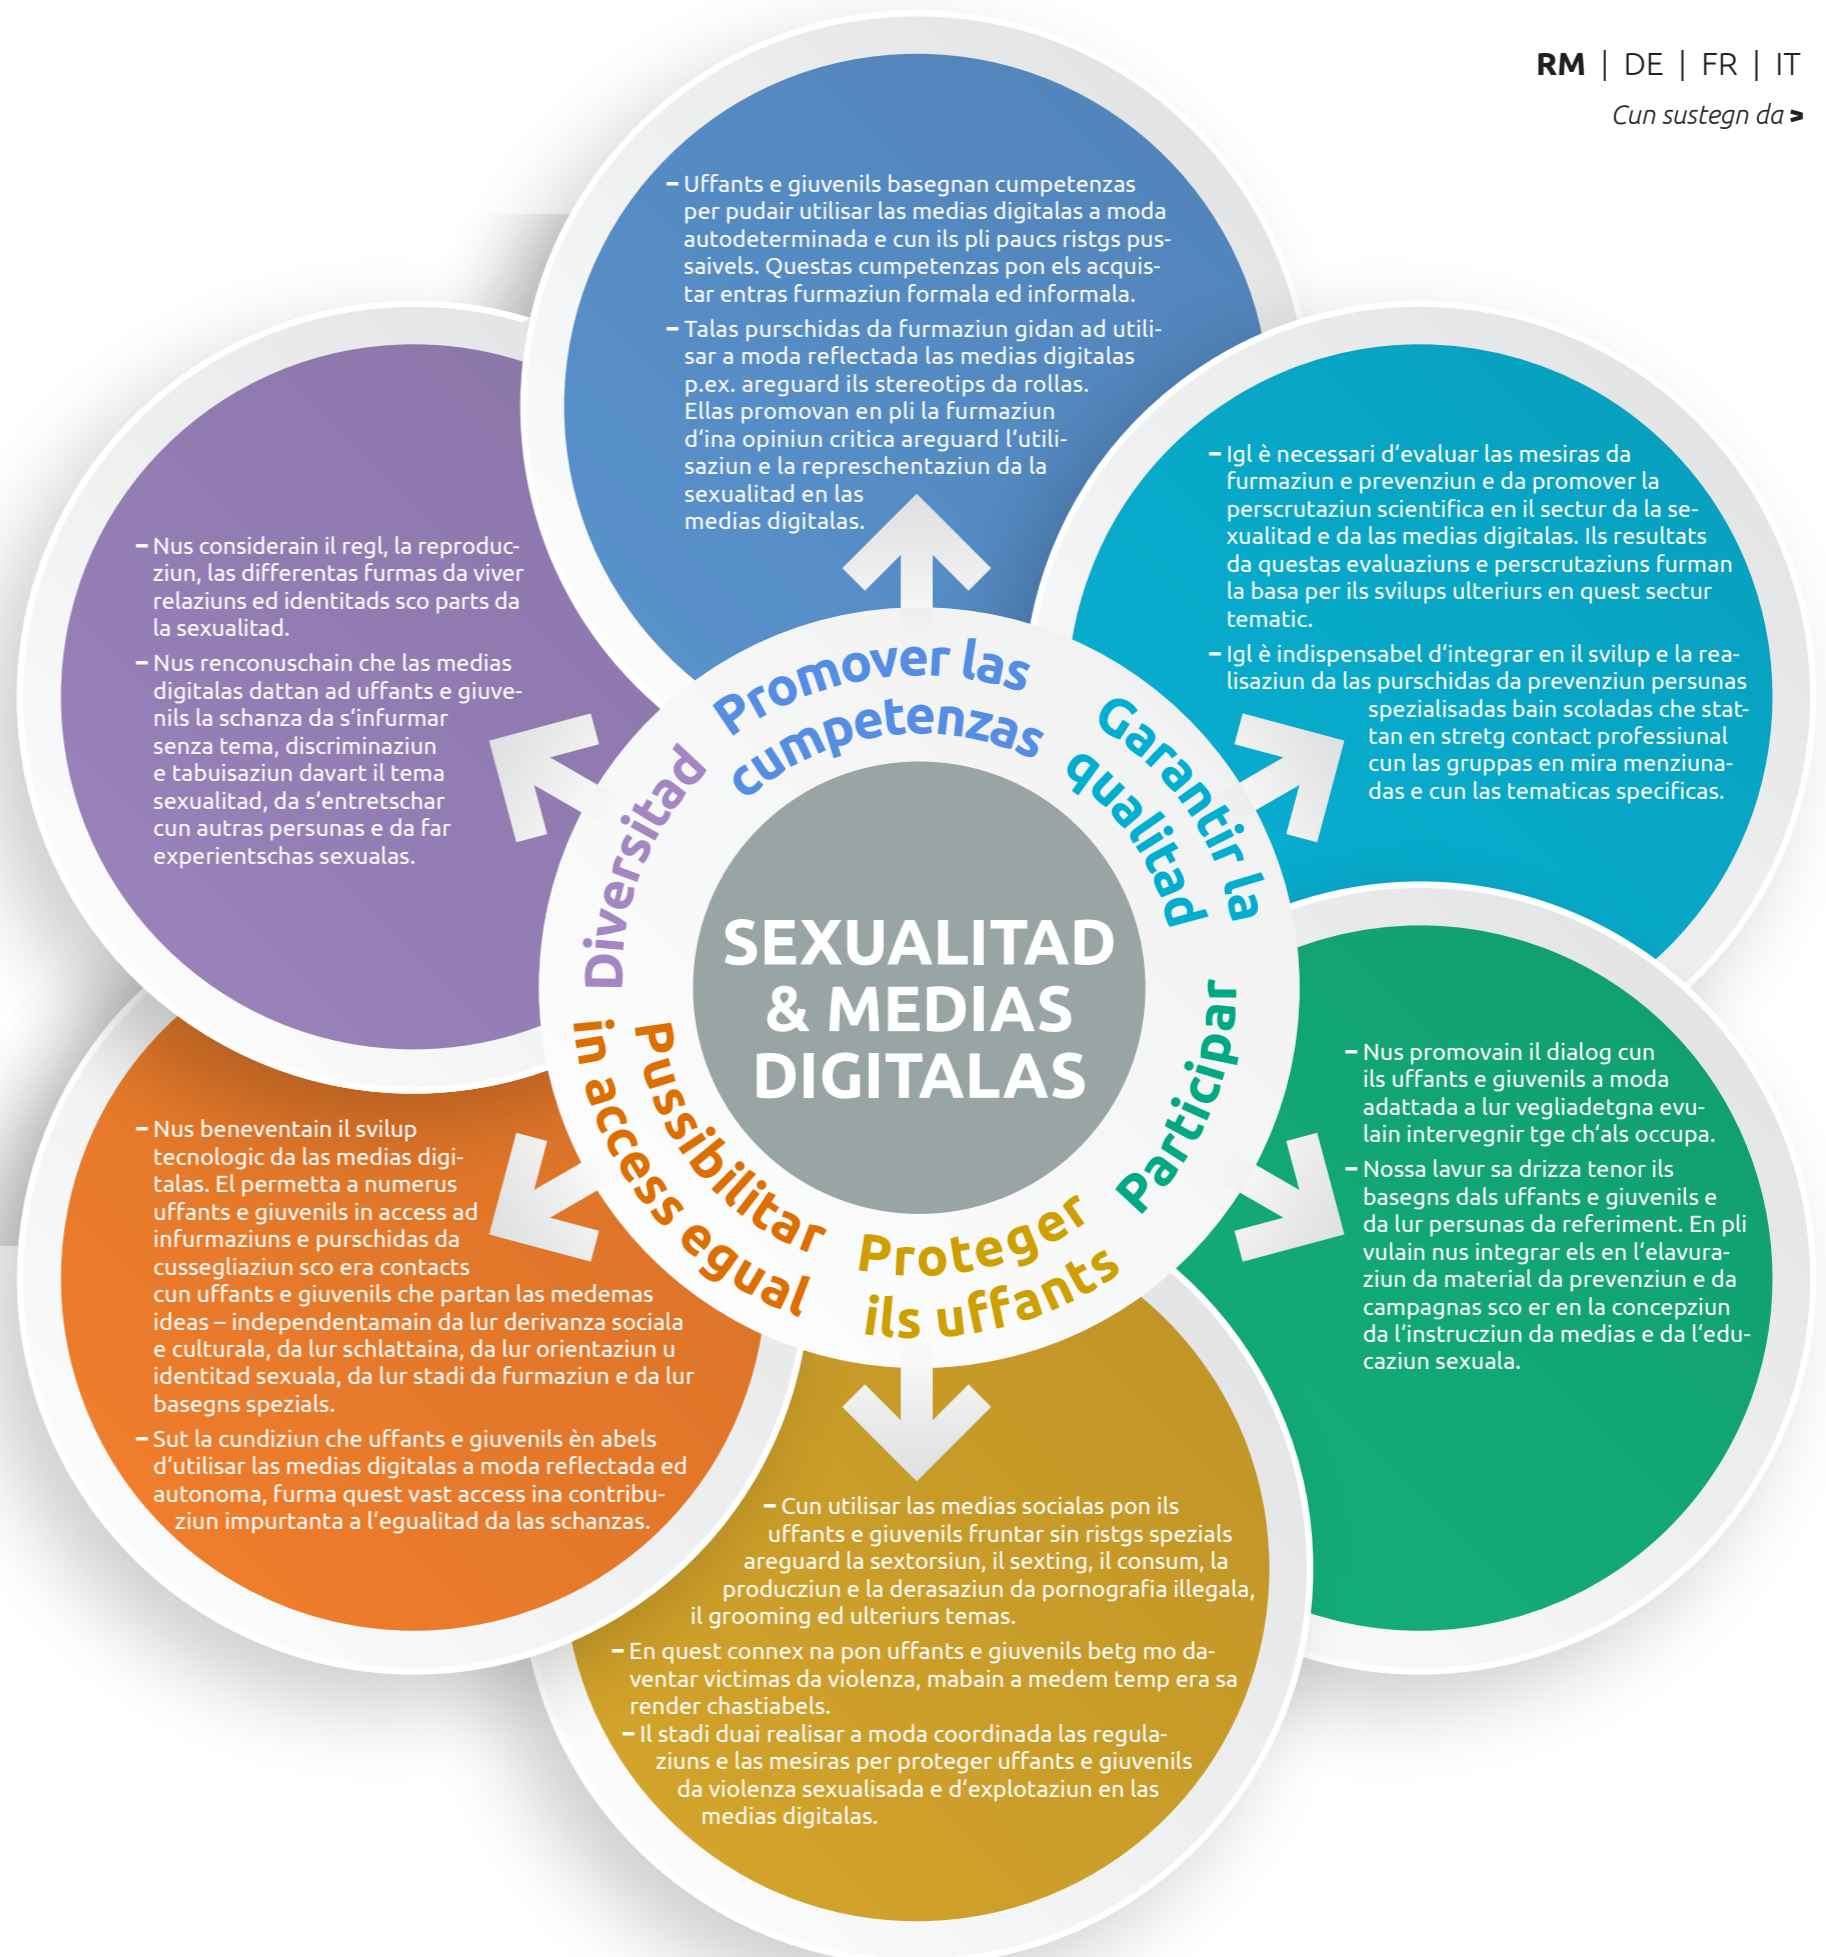 RM | DE | FR | IT
Cun sustegn da >
– Uffants e giuvenils basegnan cumpetenzas
per pudair utilisar las medias digitalas a moda
autodeterminada e cun ils pli paucs ristgs pus-
saivels. Questas cumpetenzas pon els acquis-
tar entras furmaziun formala ed informala.
– Talas purschidas da furmaziun gidan ad utili-
sar a moda reflectada las medias digitalas
p.ex. areguard ils stereotips da rollas.
Ellas promovan en pli la furmaziun
d‘ina opiniun critica areguard l‘utili-
saziun e la represchentaziun da la
sexualitad en las
medias digitalas.
– Igl è necessari d‘evaluar las mesiras da
furmaziun e prevenziun e da promover la
perscrutaziun scientifica en il sectur da la se-
xualitad e da las medias digitalas. Ils resultats
da questas evaluaziuns e perscrutaziuns furman
la basa per ils svilups ulteriurs en quest sectur
tematic.
– Igl è indispensabel d‘integrar en il svilup e la rea-
lisaziun da las purschidas da prevenziun persunas
spezialisadas bain scoladas che stat-
tan en stretg contact professiunal
cun las gruppas en mira menziuna-
das e cun las tematicas specificas.
– Nus considerain il regl, la reproduc-
ziun, las differentas furmas da viver
relaziuns ed identitads sco parts da
la sexualitad.
– Nus renconuschain che las medias
digitalas dattan ad uffants e giuve-
nils la schanza da s‘infurmar
senza tema, discriminaziun
e tabuisaziun davart il tema
sexualitad, da s‘entretschar
cun autras persunas e da far
experientschas sexualas.
Promover las
cumpetenzas
Garantir la
qualitad
Diversitad
SEXUALITAD
& MEDIAS
DIGITALAS
Participar
Pussibilitar
in access egual
Proteger
ils uffants
– Nus promovain il dialog cun
ils uffants e giuvenils a moda
adattada a lur vegliadetgna evu-
lain intervegnir tge ch‘als occupa.
– Nossa lavur sa drizza tenor ils
basegns dals uffants e giuvenils e
da lur persunas da referiment. En pli
vulain nus integrar els en l‘elavura-
ziun da material da prevenziun e da
campagnas sco er en la concepziun
da l‘instrucziun da medias e da l‘edu-
caziun sexuala.
– Nus beneventain il svilup
tecnologic da las medias digi-
talas. El permetta a numerus
uffants e giuvenils in access ad
infurmaziuns e purschidas da
cussegliaziun sco era contacts
cun uffants e giuvenils che partan las medemas
ideas – independentamain da lur derivanza sociala
e culturala, da lur schlattaina, da lur orientaziun u
identitad sexuala, da lur stadi da furmaziun e da lur
basegns spezials.
– Sut la cundiziun che uffants e giuvenils èn abels
d‘utilisar las medias digitalas a moda reflectada ed
autonoma, furma quest vast access ina contribu-
ziun impurtanta a l‘egualitad da las schanzas.
– Cun utilisar las medias socialas pon ils
uffants e giuvenils fruntar sin ristgs spezials
areguard la sextorsiun, il sexting, il consum, la
producziun e la derasaziun da pornografia illegala,
il grooming ed ulteriurs temas.
– En quest connex na pon uffants e giuvenils betg mo da-
ventar victimas da violenza, mabain a medem temp era sa
render chastiabels.
– Il stadi duai realisar a moda coordinada las regula-
ziuns e las mesiras per proteger uffants e giuvenils
da violenza sexualisada e d‘explotaziun en las
medias digitalas.